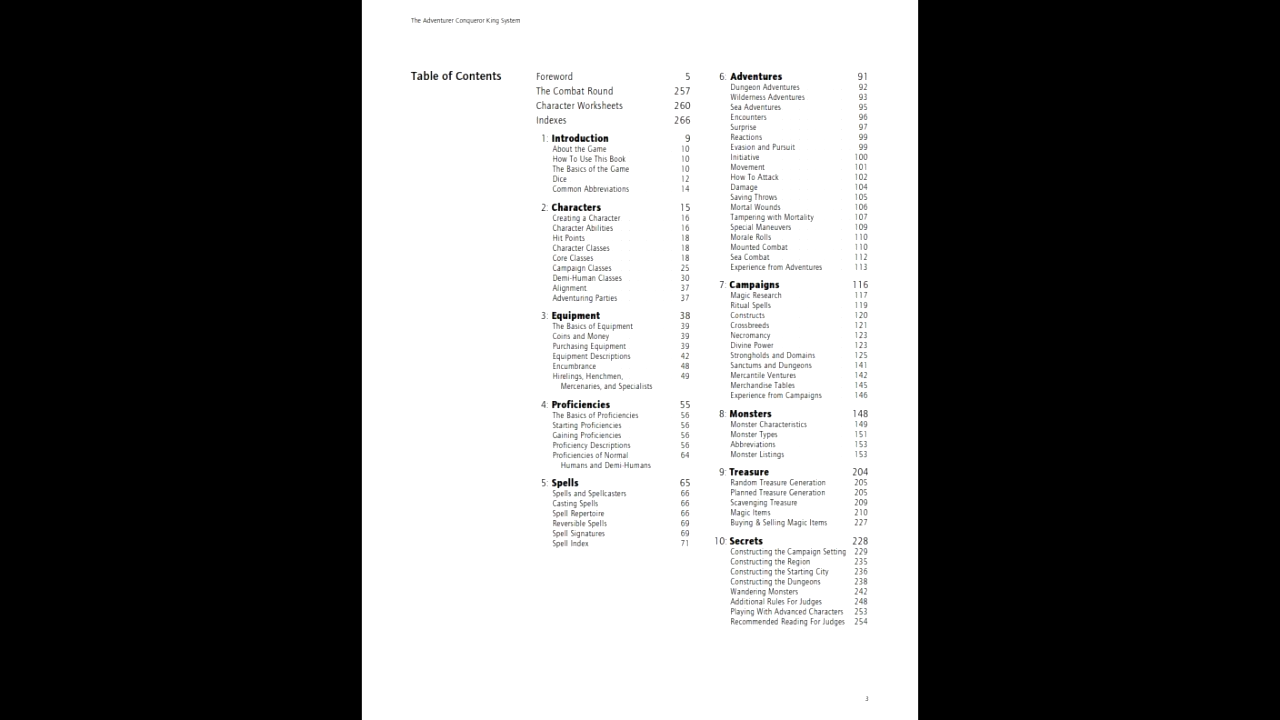 The Adventurer Conqueror King System
Table of Contents
Foreword 5
The Combat Round 257
Character Worksheets 260
Indexes 266
1: Introduction 9
About the Game 10
How To Use This Book 10
The Basics of the Game 10
Dice 12
Common Abbreviations 14
2: Characters 15
Creating a Character 16
Character Abilities 16
Hit Points 18
Character Classes 18
Core Classes 18
Campaign Classes 25
Demi-Human Classes 30
Alignment 37
Adventuring Parties 37
3: Equipment 38
The Basics of Equipment 39
Coins and Money 39
Purchasing Equipment 39
Equipment Descriptions 42
Encumbrance 48
Hirelings, Henchmen, 49
Mercenaries, and Specialists
4: Proficiencies 55
The Basics of Proficiencies 56
Starting Proficiencies 56
Gaining Proficiencies 56
Proficiency Descriptions 56
Proficiencies of Normal 64
Humans and Demi-Humans
5: Spells 65
Spells and Spellcasters 66
Casting Spells 66
Spell Repertoire 66
Reversible Spells 69
Spell Signatures 69
Spell Index 71
6: Adventures 91
Dungeon Adventures 92
Wilderness Adventures 93
Sea Adventures 95
Encounters 96
Surprise 97
Reactions 99
Evasion and Pursuit 99
Initiative 100
Movement 101
How To Attack 102
Damage 104
Saving Throws 105
Mortal Wounds 106
Tampering with Mortality 107
Special Maneuvers 109
Morale Rolls 110
Mounted Combat 110
Sea Combat 112
Experience from Adventures 113
7: Campaigns 116
Magic Research 117
Ritual Spells 119
Constructs 120
Crossbreeds 121
Necromancy 123
Divine Power 123
Strongholds and Domains 125
Sanctums and Dungeons 141
Mercantile Ventures 142
Merchandise Tables 145
Experience from Campaigns 146
8: Monsters 148
Monster Characteristics 149
Monster Types 151
Abbreviations 153
Monster Listings 153
9: Treasure 204
Random Treasure Generation 205
Planned Treasure Generation 205
Scavenging Treasure 209
Magic Items 210
Buying & Selling Magic Items 227
10: Secrets 228
Constructing the Campaign Setting 229
Constructing the Region 235
Constructing the Starting City 236
Constructing the Dungeons 238
Wandering Monsters 242
Additional Rules For Judges 248
Playing With Advanced Characters 253
Recommended Reading For Judges 254
3